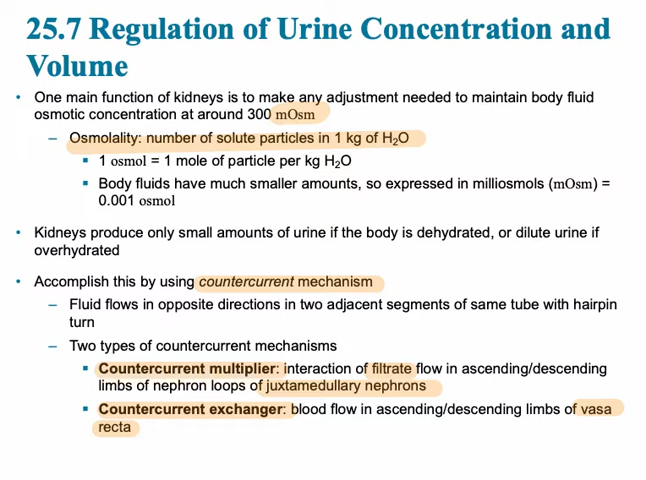 25.7 Regulation of Urine Concentration and
Volume
• One main function of kidneys is to make any adjustment needed to maintain body fluid
osmotic concentration at around 300 mOsm
– Osmolality: number of solute particles in 1 kg of H₂O
▪ 1 osmol = 1 mole of particle per kg H₂O
▪ Body fluids have much smaller amounts, so expressed in milliosmols (mOsm) =
0.001 osmol
• Kidneys produce only small amounts of urine if the body is dehydrated, or dilute urine if
overhydrated
• Accomplish this by using countercurrent mechanism
– Fluid flows in opposite directions in two adjacent segments of same tube with hairpin
turn
– Two types of countercurrent mechanisms
▪ Countercurrent multiplier: interaction of filtrate flow in ascending/descending
limbs of nephron loops of juxtamedullary nephrons
▪ Countercurrent exchanger: blood flow in ascending/descending limbs of vasa
recta